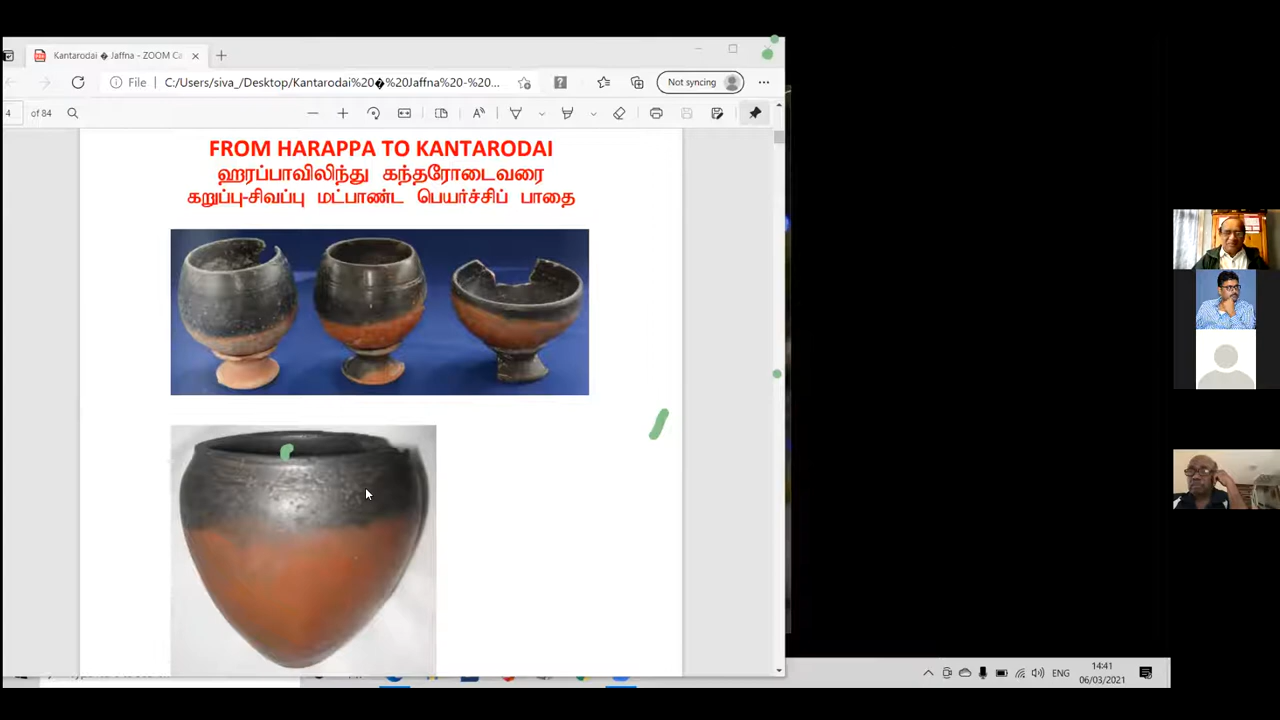 Kantarodai � Jaffna - ZOOM Ca
File
C:/Users/siva_/Desktop/Kantarodai%20�%20Jaffna%20-%20...
Not syncing
4 of 84
FROM HARAPPA TO KANTARODAI
ஹரப்பாவிலிந்து கந்தரோடைவரை
கறுப்பு-சிவப்பு மட்பாண்ட பெயர்ச்சிப் பாதை
ENG
14:41
06/03/2021